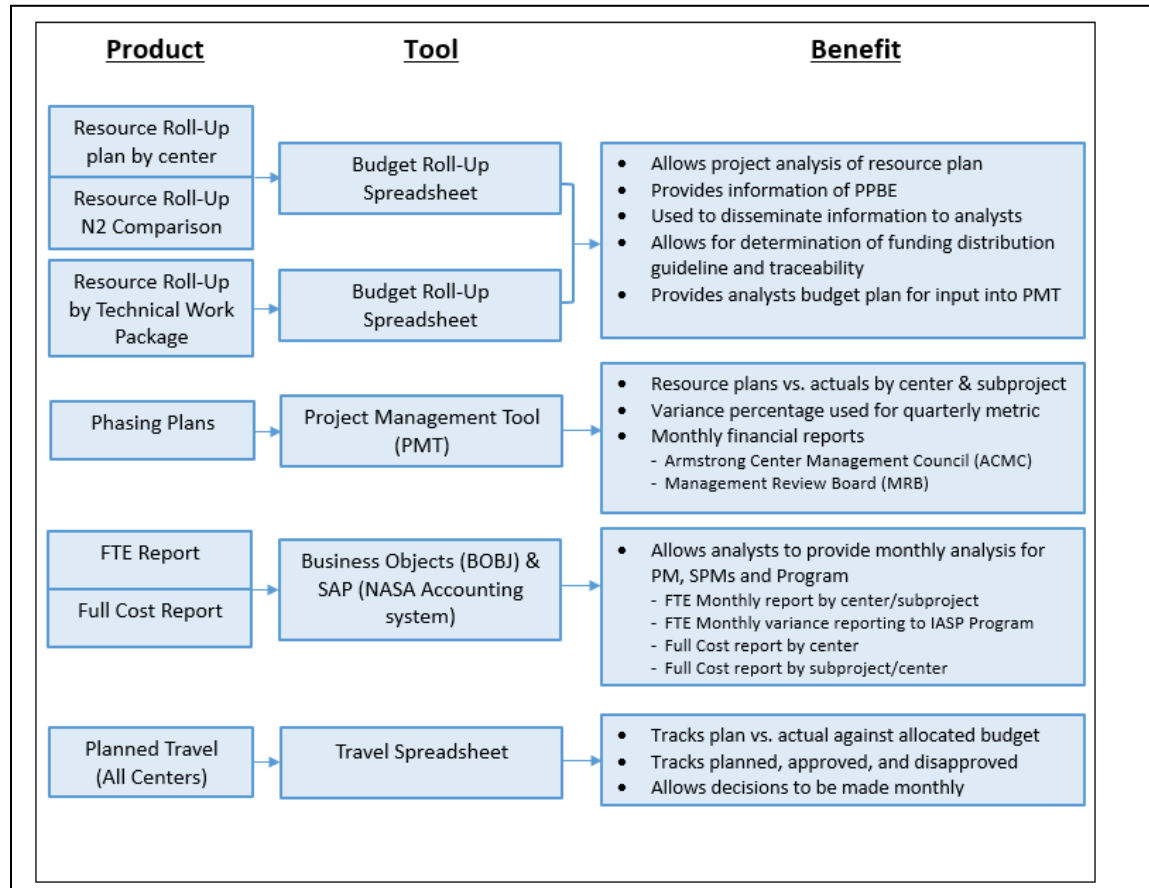 Product
Tool
Benefit
Resource Roll-Up
plan by center
Resource Roll-Up
N2 Comparison
Budget Roll-Up
Spreadsheet
Resource Roll-Up
by Technical Work
Package
Budget Roll-Up
Spreadsheet
• Allows project analysis of resource plan
• Provides information of PPBE
• Used to disseminate information to analysts
• Allows for determination of funding distribution
guideline and traceability
• Provides analysts budget plan for input into PMT
Phasing Plans
Project Management Tool
(PMT)
• Resource plans vs. actuals by center & subproject
• Variance percentage used for quarterly metric
• Monthly financial reports
- Armstrong Center Management Council (ACMC)
- Management Review Board (MRB)
FTE Report
Full Cost Report
Business Objects (BOBJ) &
SAP (NASA Accounting
system)
• Allows analysts to provide monthly analysis for
PM, SPMs and Program
- FTE Monthly report by center/subproject
- FTE Monthly variance reporting to IASP Program
- Full Cost report by center
- Full Cost report by subproject/center
Planned Travel
(All Centers)
Travel Spreadsheet
• Tracks plan vs. actual against allocated budget
• Tracks planned, approved, and disapproved
• Allows decisions to be made monthly